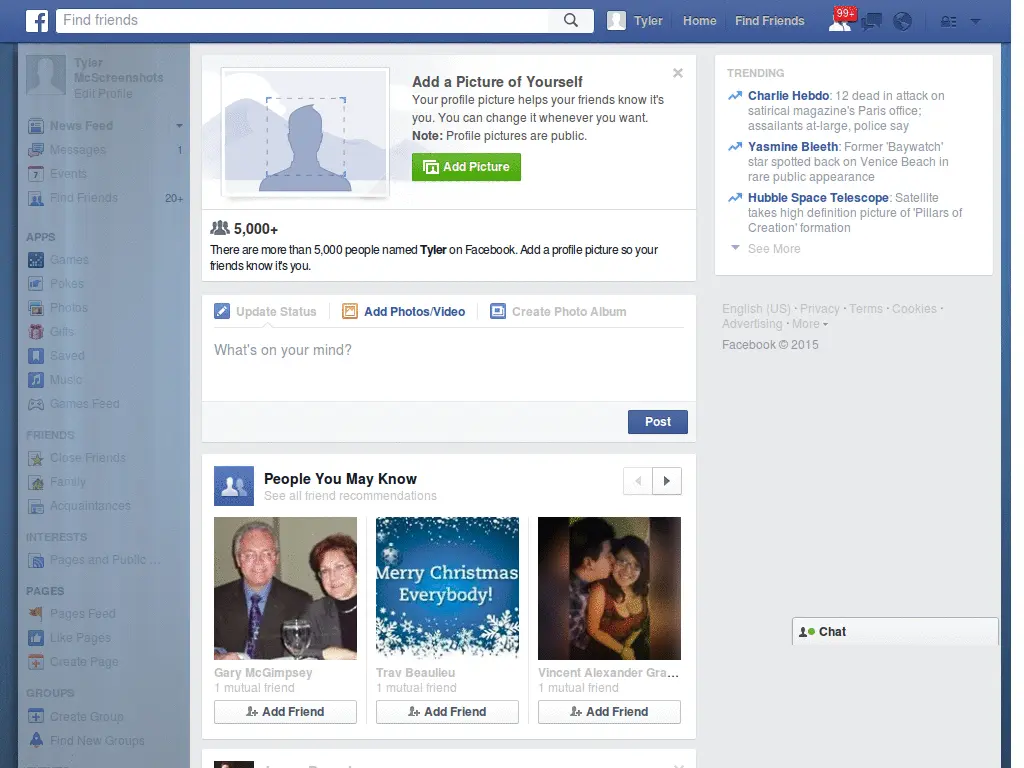 f
Find friends
Tyler
Home
Find Friends
99+
Tyler
McScreenshots
Edit Profile
News Feed
Messages
1
Events
Find Friends
20+
APPS
Games
Pokes
Photos
Gifts
Saved
Music
Games Feed
FRIENDS
Close Friends
Family
Acquaintances
INTERESTS
Pages and Public ...
PAGES
Pages Feed
Like Pages
Create Page
GROUPS
Create Group
Find New Groups
Add a Picture of Yourself
Your profile picture helps your friends know it's
you. You can change it whenever you want.
Note: Profile pictures are public.
Add Picture
5,000+
There are more than 5,000 people named Tyler on Facebook. Add a profile picture so your
friends know it's you.
Update Status
Add Photos/Video
Create Photo Album
What's on your mind?
Post
People You May Know
See all friend recommendations
Merry Christmas
Everybody!
Gary McGimpsey
1 mutual friend
Add Friend
Trav Beaulieu
1 mutual friend
Add Friend
Vincent Alexander Gra...
1 mutual friend
Add Friend
TRENDING
Charlie Hebdo: 12 dead in attack on
satirical magazine's Paris office;
assailants at-large, police say
Yasmine Bleeth: Former 'Baywatch'
star spotted back on Venice Beach in
rare public appearance
Hubble Space Telescope: Satellite
takes high definition picture of 'Pillars of
Creation' formation
See More
English (US) · Privacy · Terms · Cookies ·
Advertising · More
Facebook © 2015
Chat